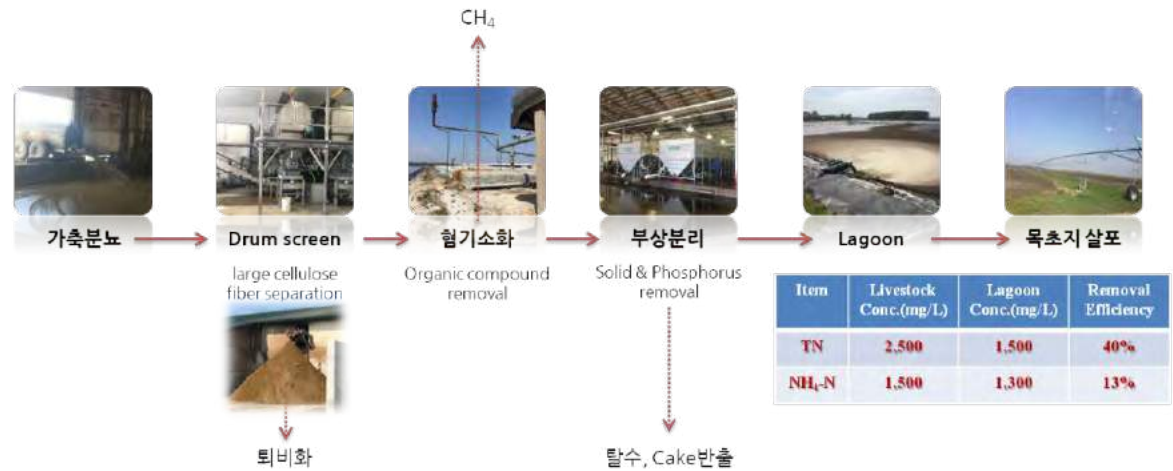 CH₄
가축분뇨
Drum screen
혐기소화
부상분리
Lagoon
목초지 살포
large cellulose
fiber separation
Organic compound
removal
Solid & Phosphorus
removal
Item Livestock Conc.(mg/L) Lagoon Conc.(mg/L) Removal Efficiency
TN 2,500 1,500 40%
NH₄-N 1,500 1,300 13%
퇴비화
탈수, Cake반출